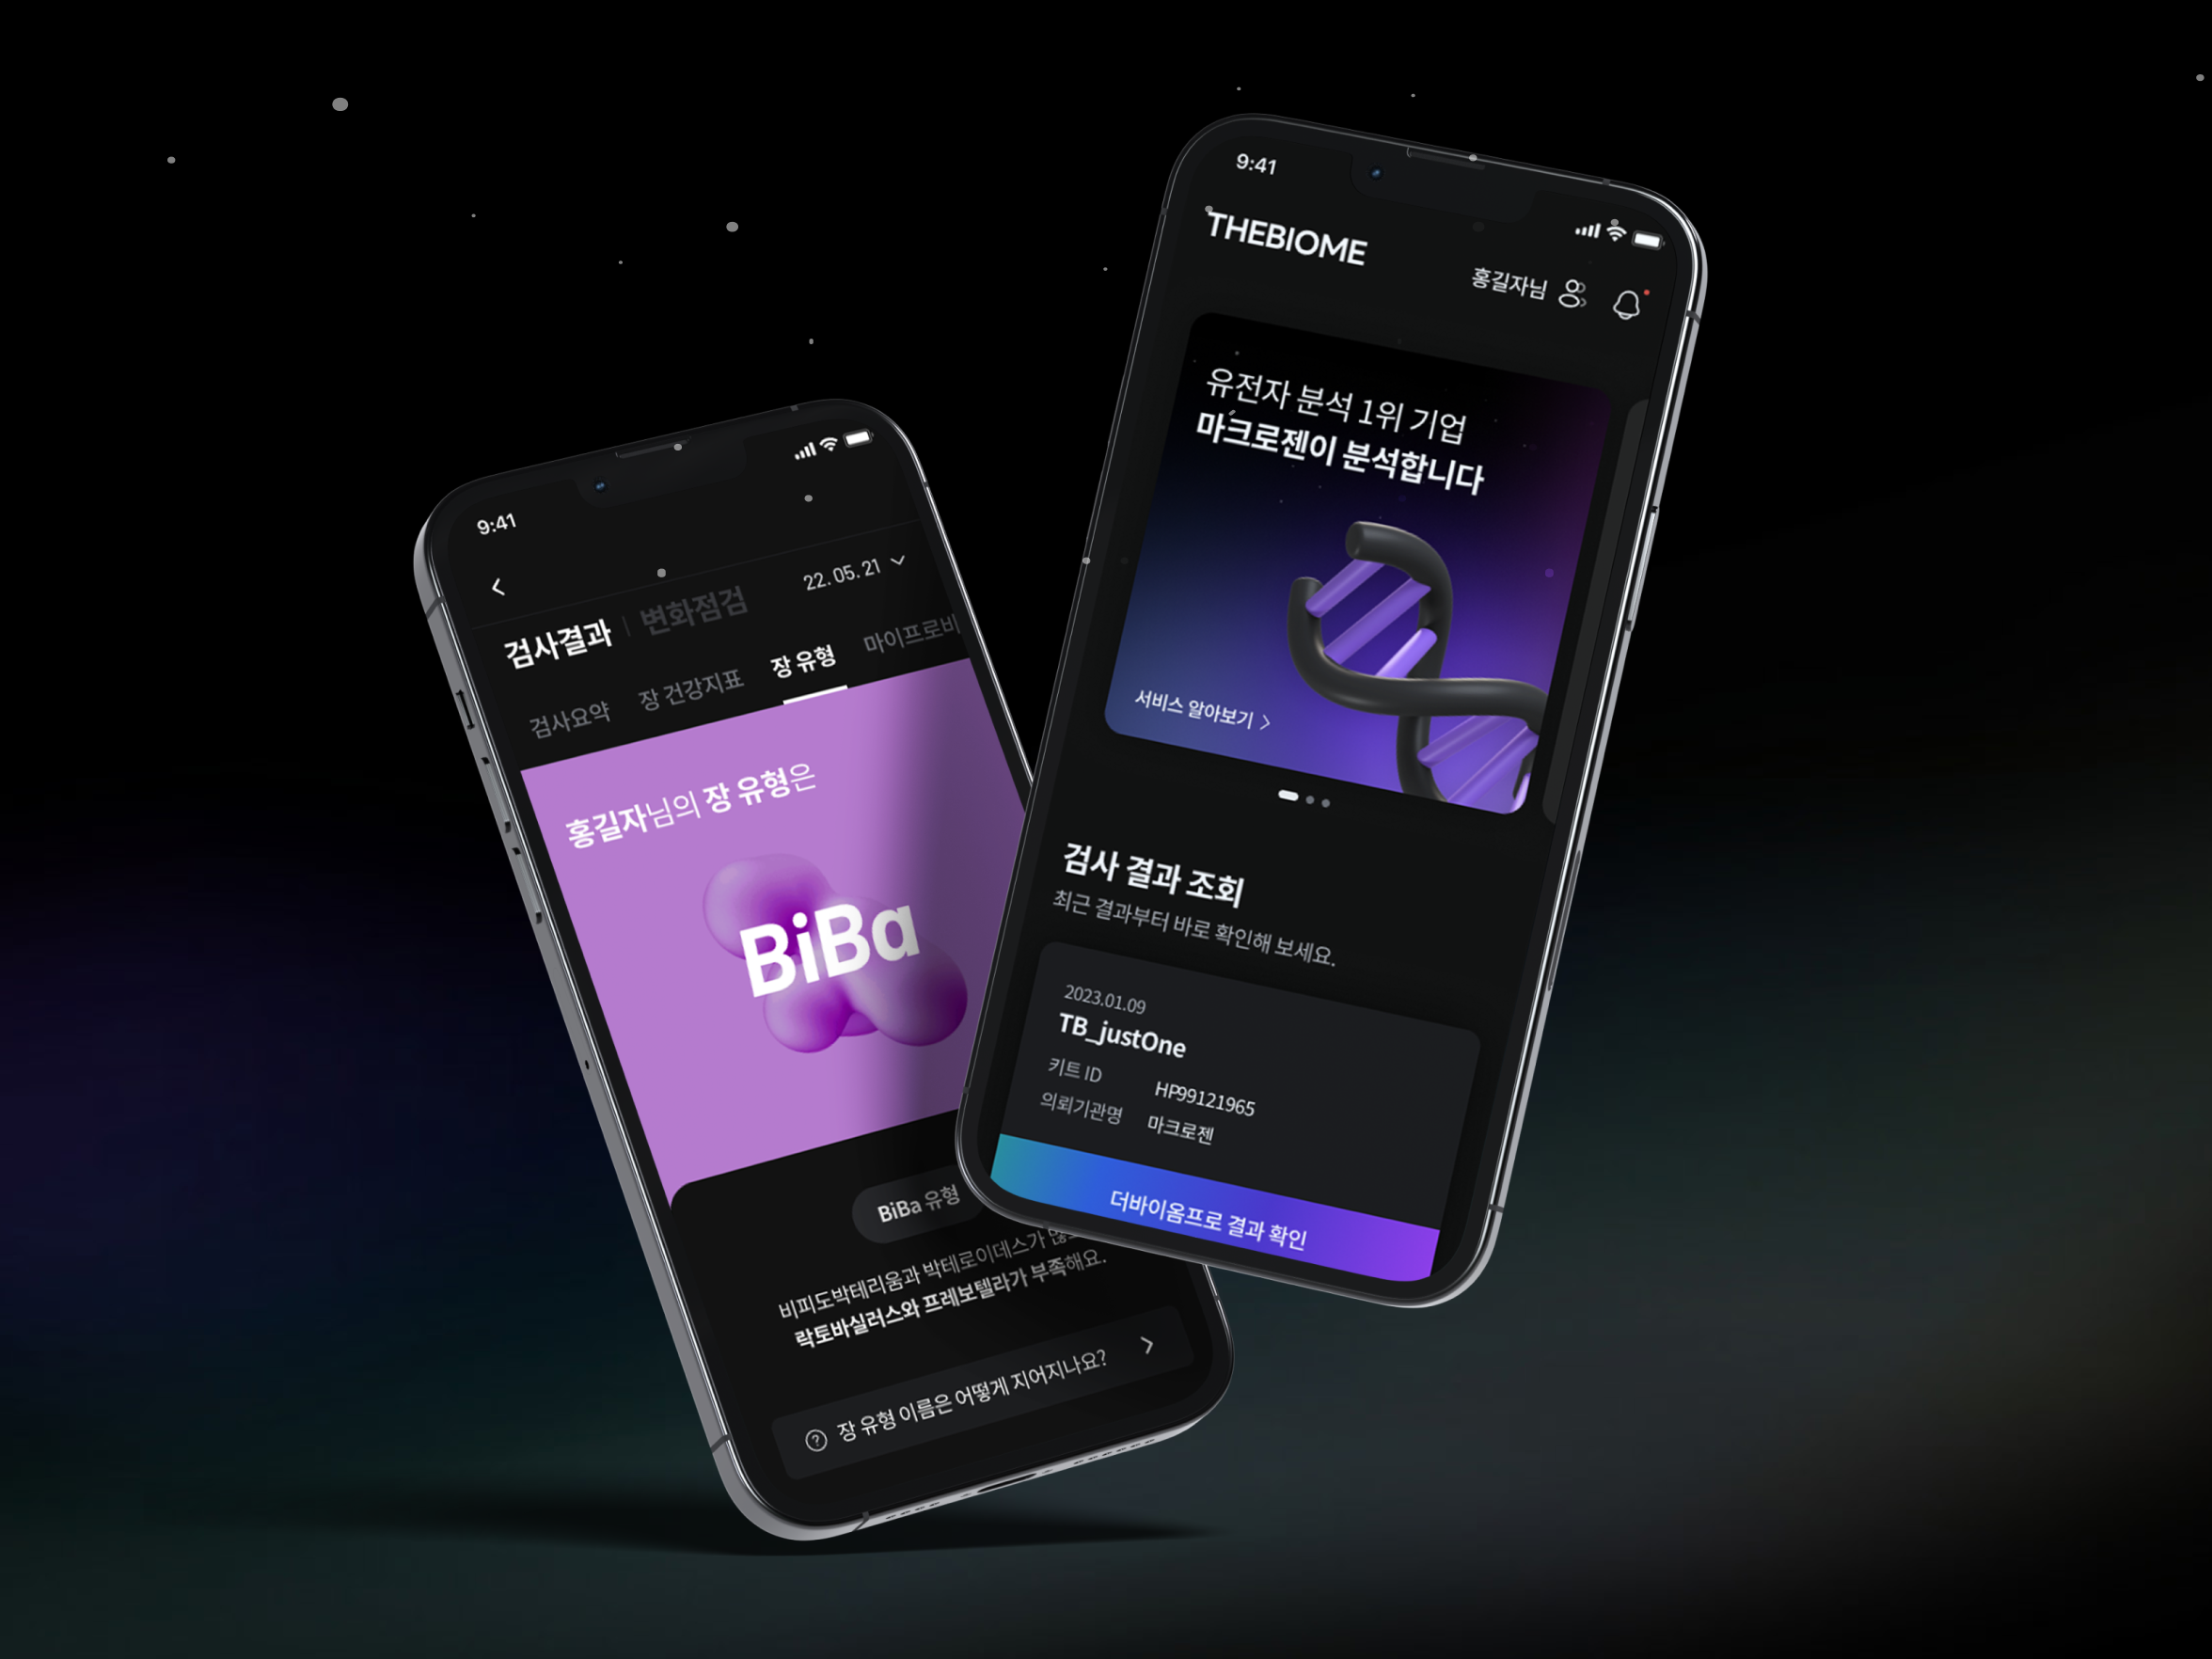 9:41
검사결과 | 변화점검
22. 05. 21
검사요약 장 건강지표 장 유형 마이프로비
홍길자님의 장 유형은
BiBa
BiBa 유형
비피도박테리움과 박테로이데스가
락토바실러스와 프레보텔라가 부족해요.
장 유형 이름은 어떻게 지어지나요?
9:41
THEBIOME
홍길자님
유전자 분석 1위 기업
마크로젠이 분석합니다
서비스 알아보기
검사 결과 조회
최근 결과부터 바로 확인해 보세요.
2023.01.09
TB_justOne
키트 ID HP99121965
의뢰기관명 마크로젠
더바이옴프로 결과 확인